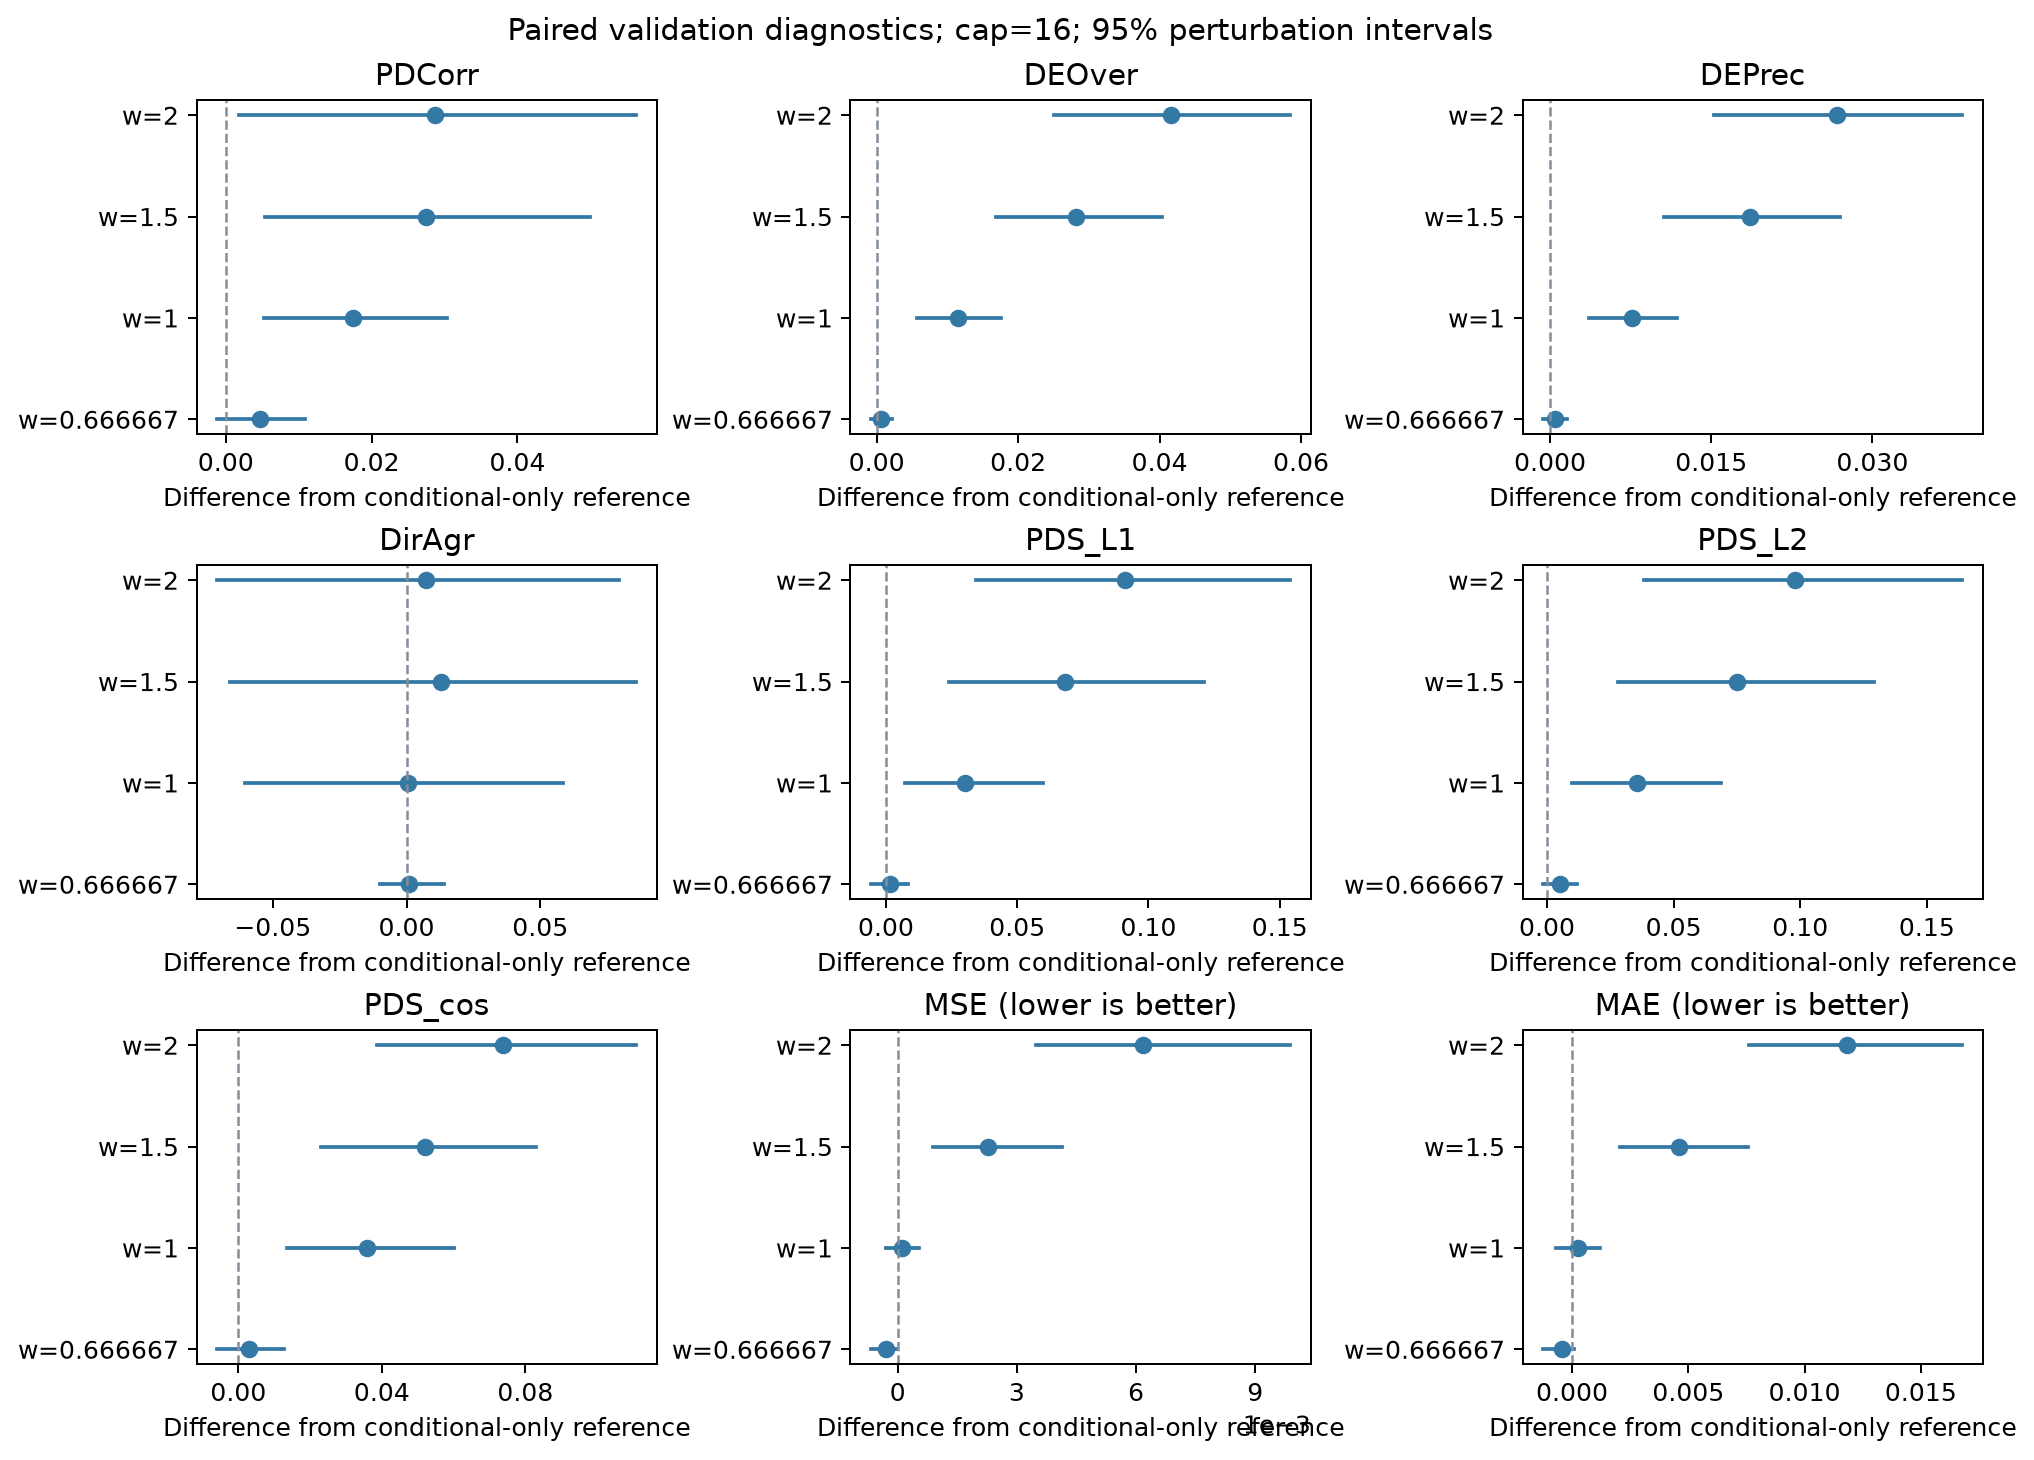 Paired validation diagnostics; cap=16; 95% perturbation intervals
PDCorr
w=2
w=1.5
w=1
w=0.666667
0.00 0.02 0.04
Difference from conditional-only reference
DEOver
w=2
w=1.5
w=1
w=0.666667
0.00 0.02 0.04 0.06
Difference from conditional-only reference
DEPrec
w=2
w=1.5
w=1
w=0.666667
0.000 0.015 0.030
Difference from conditional-only reference
DirAgr
w=2
w=1.5
w=1
w=0.666667
−0.05 0.00 0.05
Difference from conditional-only reference
PDS_L1
w=2
w=1.5
w=1
w=0.666667
0.00 0.05 0.10 0.15
Difference from conditional-only reference
PDS_L2
w=2
w=1.5
w=1
w=0.666667
0.00 0.05 0.10 0.15
Difference from conditional-only reference
PDS_cos
w=2
w=1.5
w=1
w=0.666667
0.00 0.04 0.08
Difference from conditional-only reference
MSE (lower is better)
w=2
w=1.5
w=1
w=0.666667
0 3 6 9
1e−3
Difference from conditional-only reference
MAE (lower is better)
w=2
w=1.5
w=1
w=0.666667
0.000 0.005 0.010 0.015
Difference from conditional-only reference